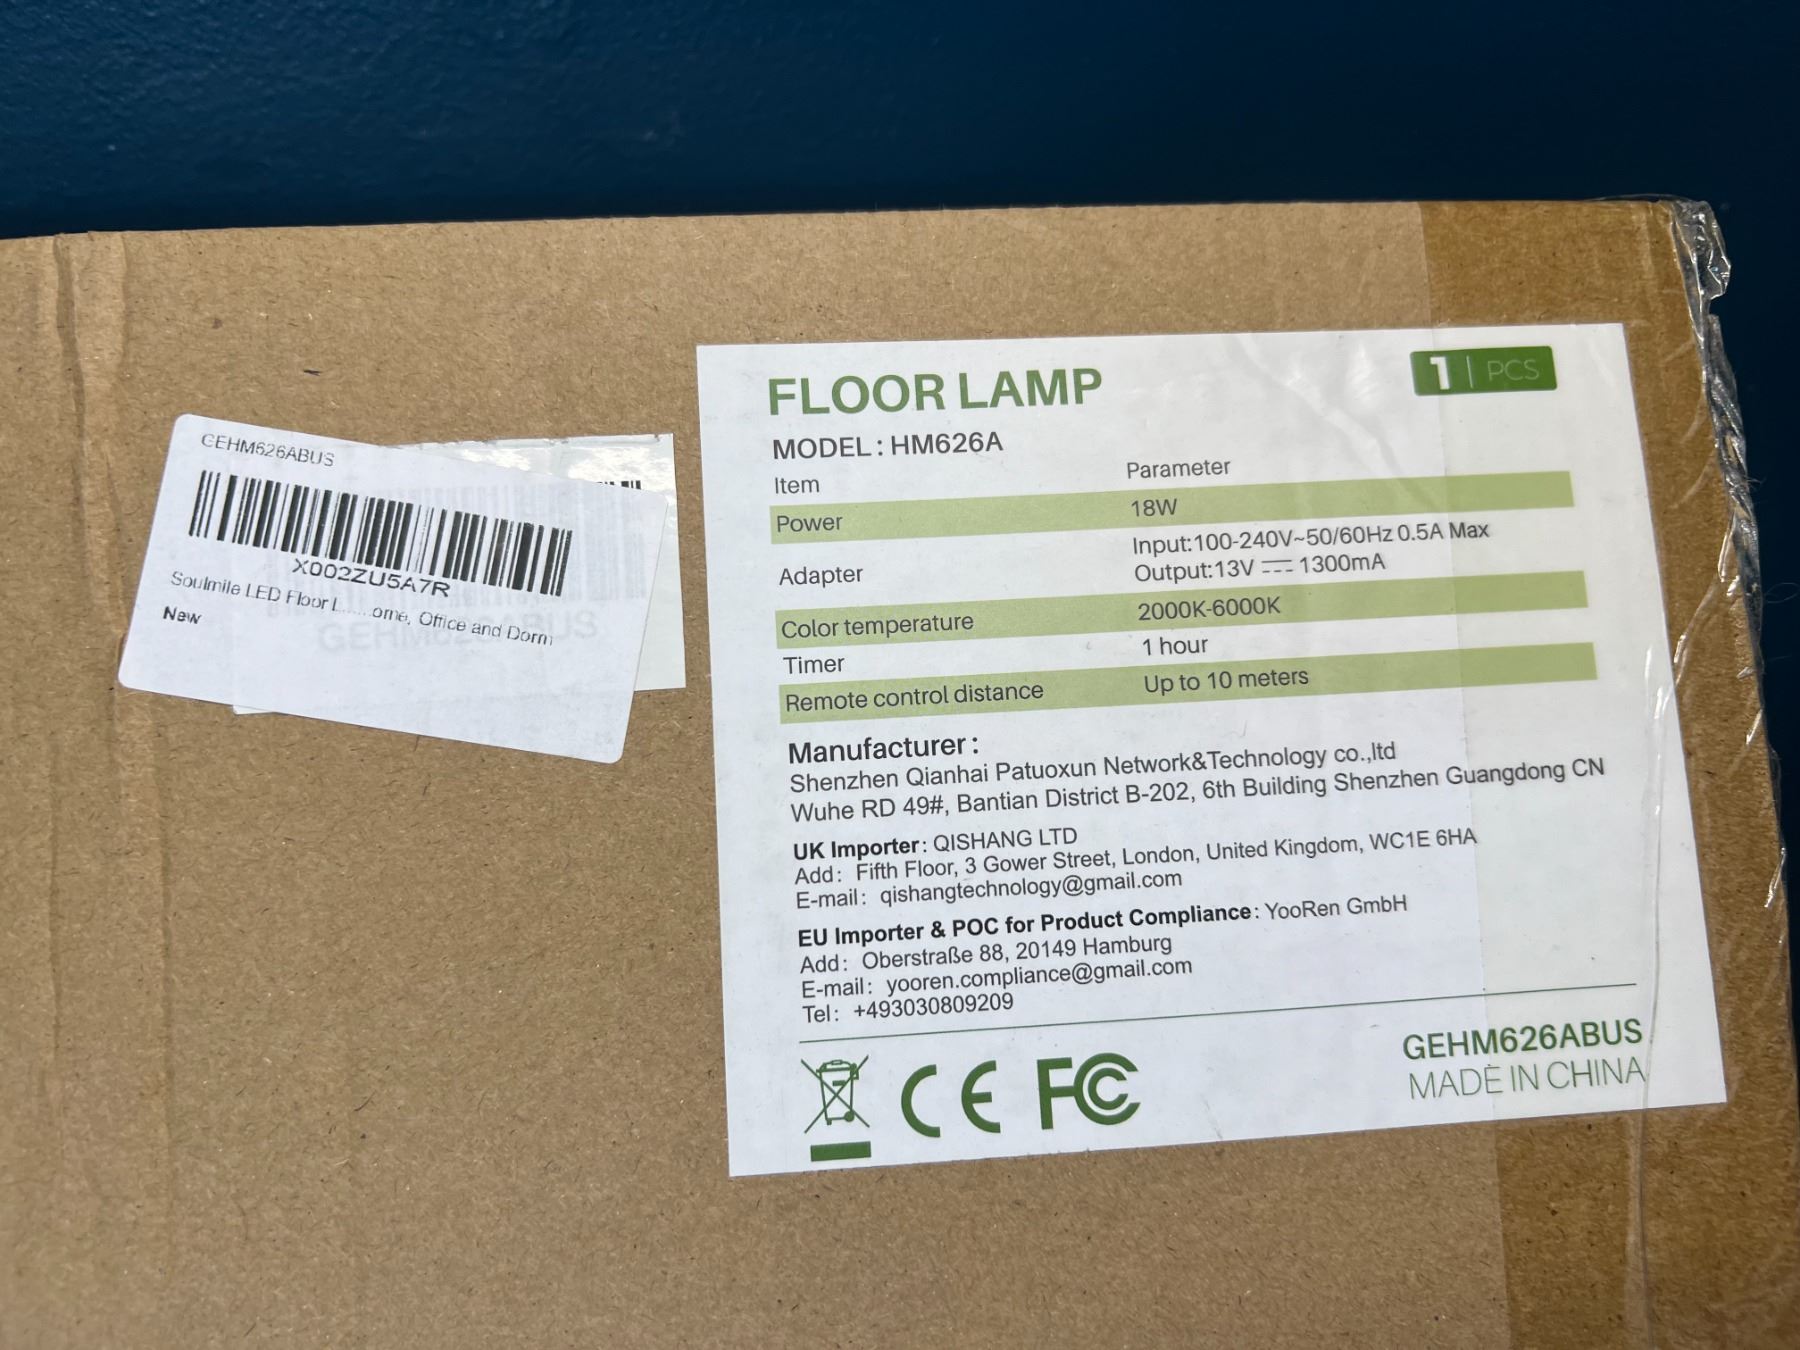 GEHM626ABUS
X002ZU5A7R
Soulmile LED Floor L......ome, Office and Dorm
New
GEHM626ABUS
FLOOR LAMP
1 | PCS
MODEL: HM626A
Item Parameter
Power 18W
Adapter Input:100-240V~50/60Hz 0.5A Max
Output:13V ⎓ 1300mA
Color temperature 2000K-6000K
Timer 1 hour
Remote control distance Up to 10 meters
Manufacturer:
Shenzhen Qianhai Patuoxun Network&Technology co.,ltd
Wuhe RD 49#, Bantian District B-202, 6th Building Shenzhen Guangdong CN
UK Importer: QISHANG LTD
Add: Fifth Floor, 3 Gower Street, London, United Kingdom, WC1E 6HA
E-mail: qishangtechnology@gmail.com
EU Importer & POC for Product Compliance: YooRen GmbH
Add: Oberstraße 88, 20149 Hamburg
E-mail: yooren.compliance@gmail.com
Tel: +493030809209
CE FC
GEHM626ABUS
MADE IN CHINA